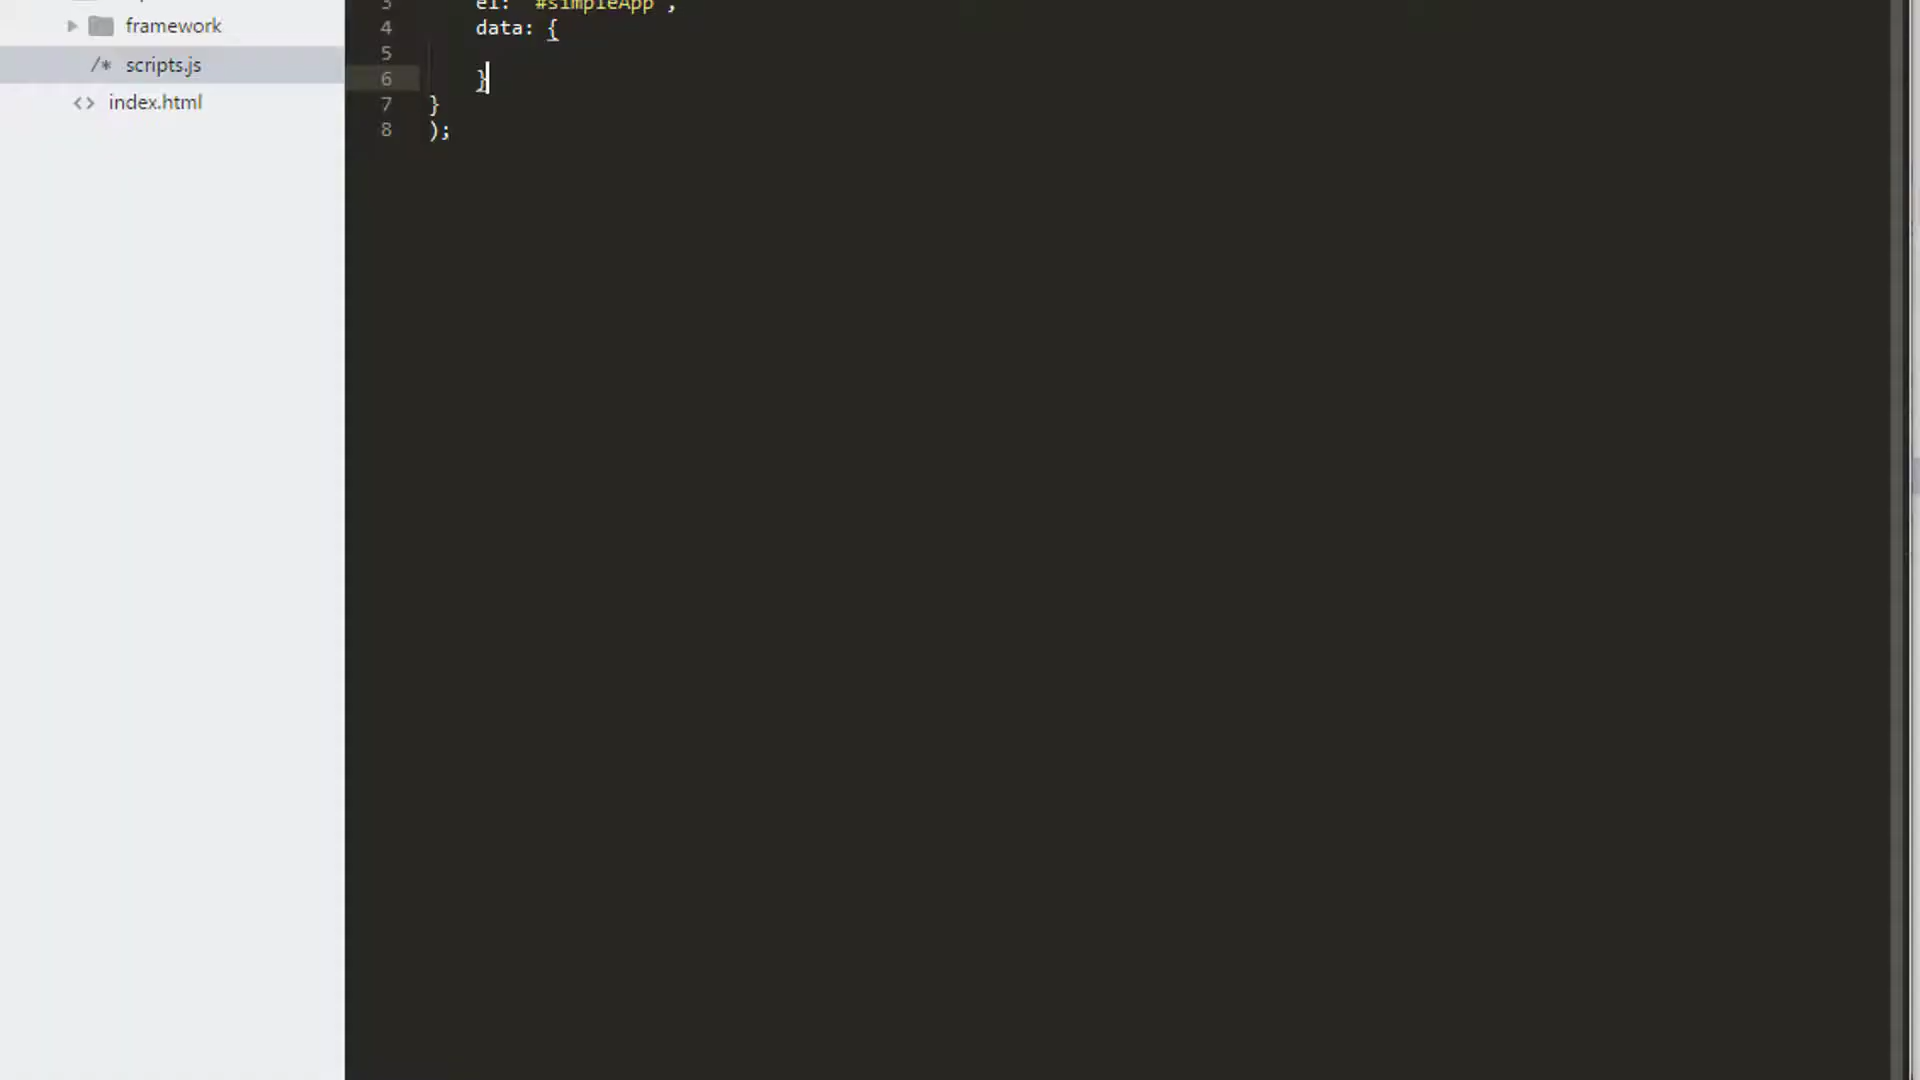 framework
/* scripts.js
<> index.html
3 el: "#simpleApp",
4 data: {
5
6 }
7 }
8 );